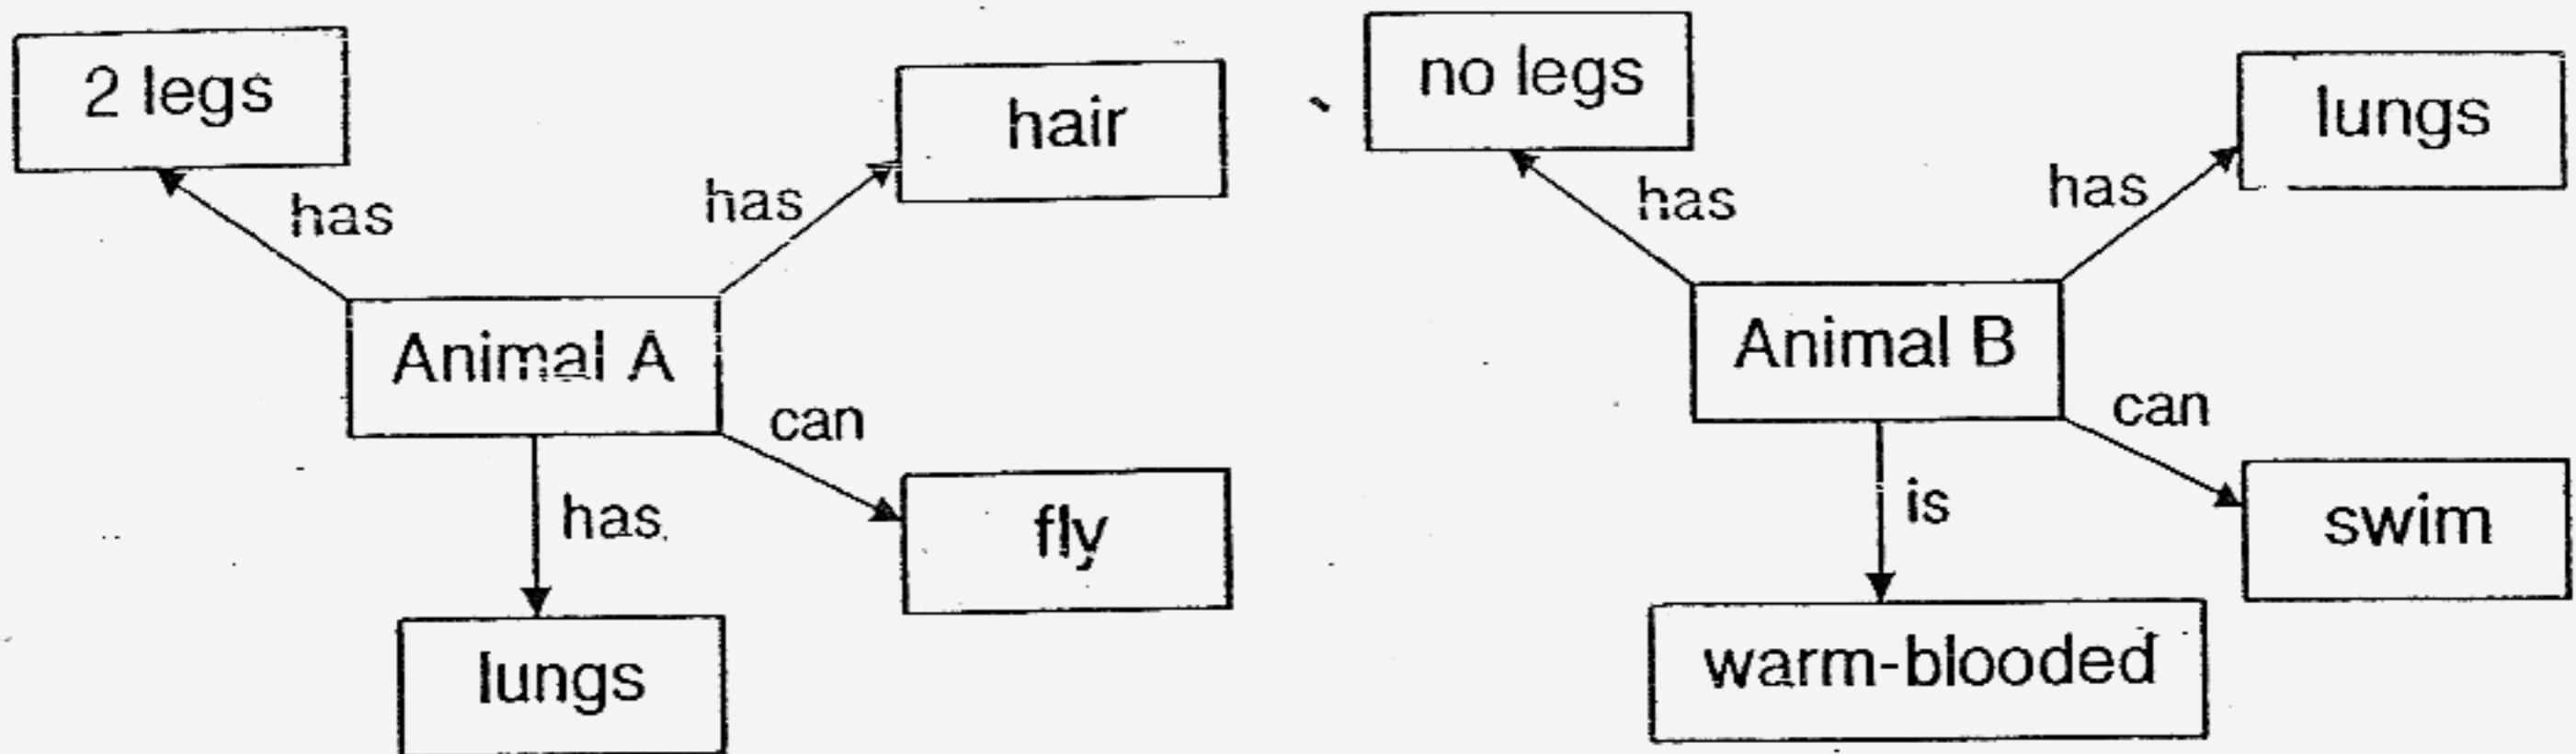 2 legs
has
has
hair
Animal A
can
fly
has
lungs
no legs
has
has
lungs
Animal B
can
swim
is
warm-blooded